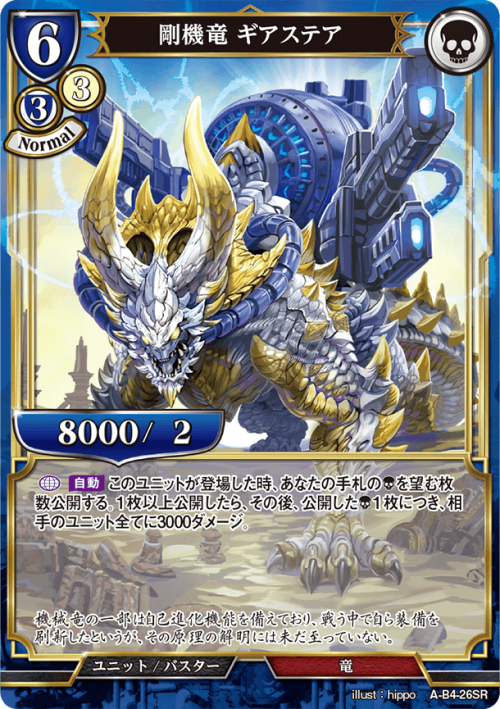 6
剛機竜 ギアステア
3
3
Normal
8000/ 2
自動 このユニットが登場した時、あなたの手札の💀を望む枚
数公開する。1枚以上公開したら、その後、公開した💀1枚につき、相
手のユニット全てに3000ダメージ。
機械竜の一部は自己進化機能を備えており、戦う中で自ら装備を
刷新したというが、その原理の解明には未だ至っていない。
ユニット / バスター
竜
illust : hippo A-B4-26SR